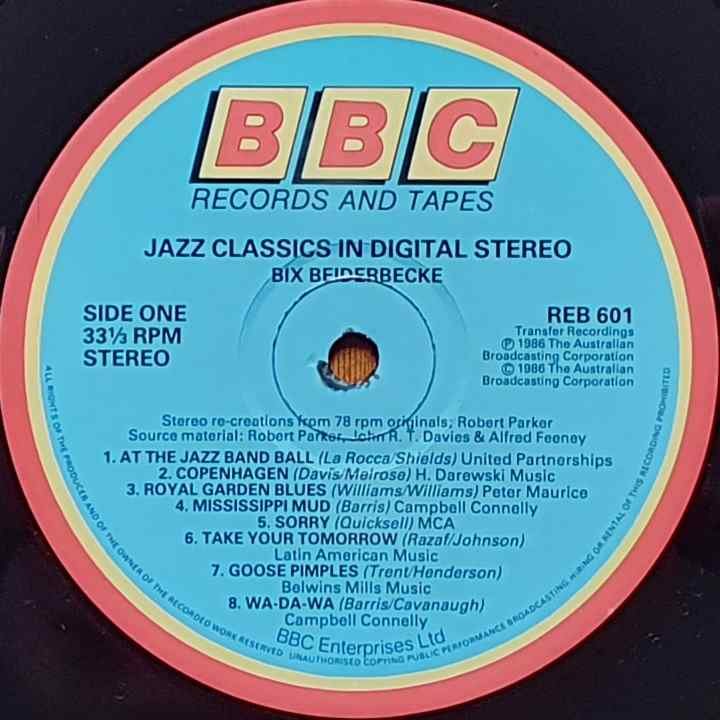 BBC
RECORDS AND TAPES
JAZZ CLASSICS IN DIGITAL STEREO
BIX BEIDERBECKE
SIDE ONE
33⅓ RPM
STEREO
REB 601
Transfer Recordings
Ⓟ 1986 The Australian
Broadcasting Corporation
© 1986 The Australian
Broadcasting Corporation
Stereo re-creations from 78 rpm originals; Robert Parker
Source material: Robert Parker, John R. T. Davies & Alfred Feeney
1. AT THE JAZZ BAND BALL (La Rocca/Shields) United Partnerships
2. COPENHAGEN (Davis/Melrose) H. Darewski Music
3. ROYAL GARDEN BLUES (Williams/Williams) Peter Maurice
4. MISSISSIPPI MUD (Barris) Campbell Connelly
5. SORRY (Quicksell) MCA
6. TAKE YOUR TOMORROW (Razaf/Johnson)
Latin American Music
7. GOOSE PIMPLES (Trent/Henderson)
Belwins Mills Music
8. WA-DA-WA (Barris/Cavanaugh)
Campbell Connelly
BBC Enterprises Ltd
ALL RIGHTS OF THE PRODUCER AND OF THE OWNER OF THE RECORDED WORK RESERVED UNAUTHORISED COPYING PUBLIC PERFORMANCE BROADCASTING, HIRING OR RENTAL OF THIS RECORDING PROHIBITED